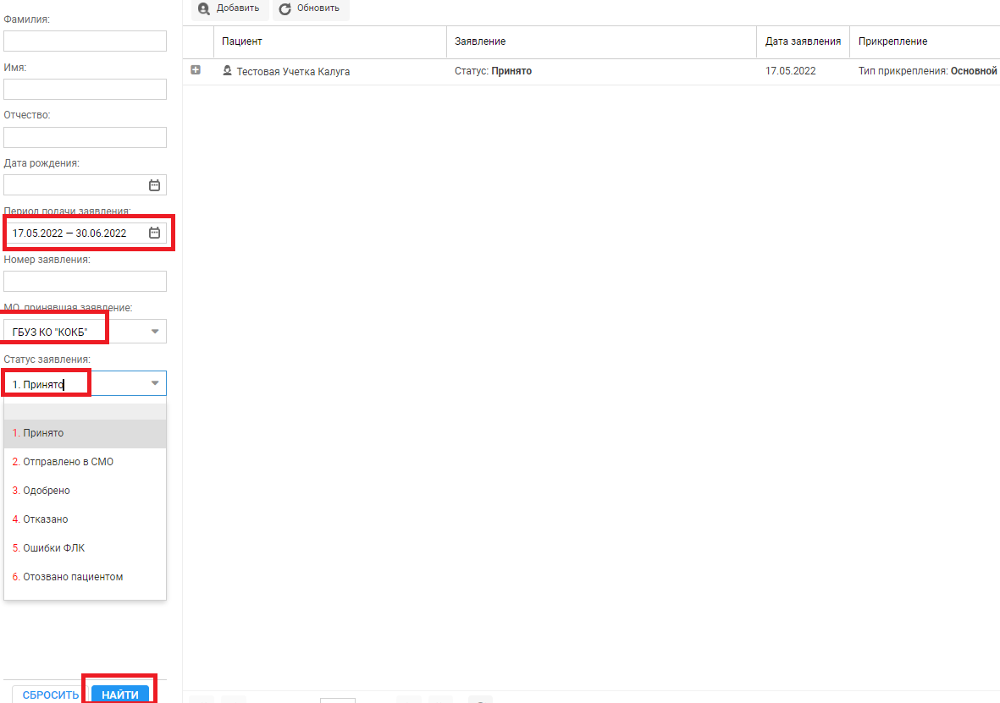 Фамилия:
Имя:
Отчество:
Дата рождения:
Период подачи заявления:
17.05.2022 — 30.06.2022
Номер заявления:
МО, принявшая заявление:
ГБУЗ КО "КОКБ"
Статус заявления:
1. Принято
1. Принято
2. Отправлено в СМО
3. Одобрено
4. Отказано
5. Ошибки ФЛК
6. Отозвано пациентом
СБРОСИТЬ НАЙТИ
Добавить Обновить
Пациент Заявление Дата заявления Прикрепление
Тестовая Учетка Калуга Статус: Принято 17.05.2022 Тип прикрепления: Основной